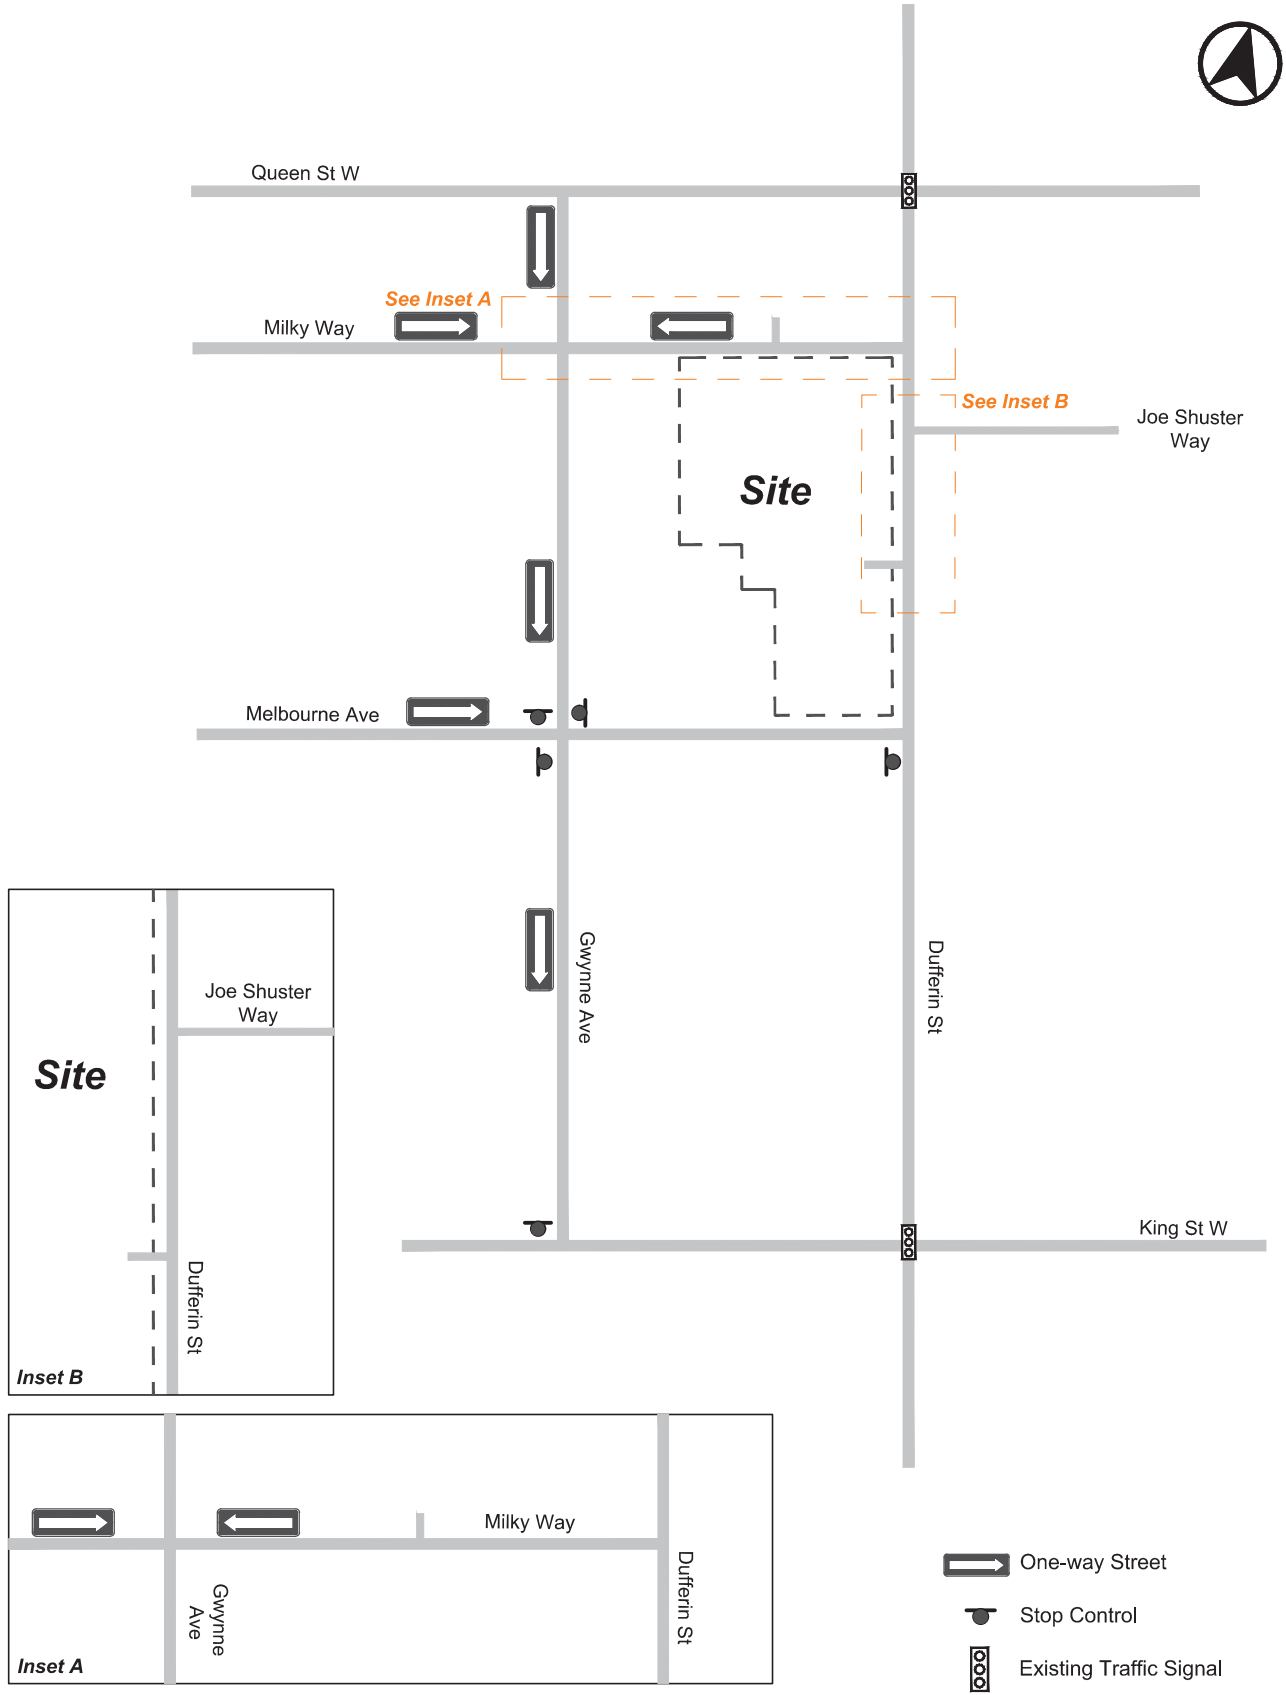 Queen St W
See Inset A
Milky Way
See Inset B
Joe Shuster
Way
Site
Melbourne Ave
Gwynne Ave
Dufferin St
King St W
Joe Shuster
Way
Site
Dufferin St
Inset B
Milky Way
Gwynne
Ave
Dufferin St
Inset A
One-way Street
Stop Control
Existing Traffic Signal